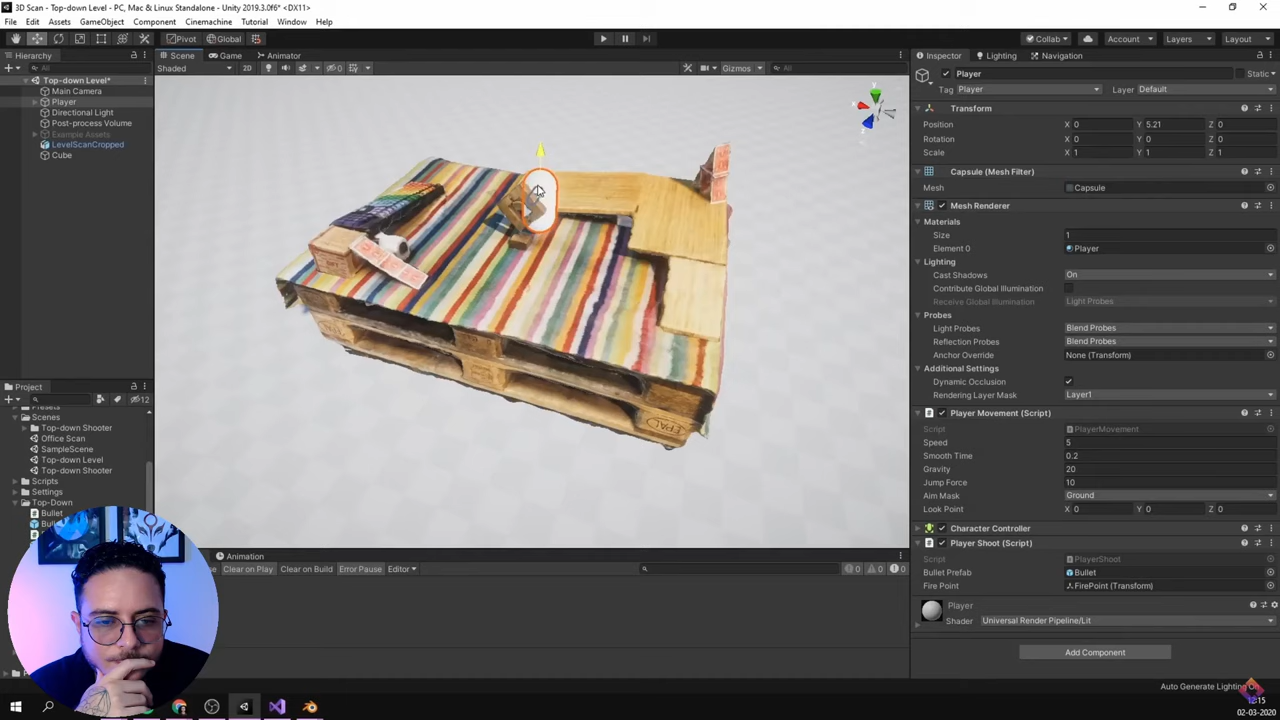 3D Scan - Top-down Level - PC, Mac & Linux Standalone - Unity 2019.3.0f6* <DX11>
File Edit Assets GameObject Component Cinemachine Tutorial Window Help
Pivot Global Collab Account Layers Layout
Hierarchy
All
Top-down Level*
Main Camera
Player
Directional Light
Post-process Volume
Example Assets
LevelScanCropped
Cube
Project
12
Presets
Scenes
Top-down Shooter
Office Scan
SampleScene
Top-down Level
Top-down Shooter
Scripts
Settings
Top-Down
Bullet
Scene Game Animator
Shaded 2D 0 Gizmos All
x
y
z
EPAL
Animation
Clear on Play Clear on Build Error Pause Editor 0 0 0
Inspector Lighting Navigation
Player Static
Tag Player Layer Default
Transform
Position X 0 Y 5.21 Z 0
Rotation X 0 Y 0 Z 0
Scale X 1 Y 1 Z 1
Capsule (Mesh Filter)
Mesh Capsule
Mesh Renderer
Materials
Size 1
Element 0 Player
Lighting
Cast Shadows On
Contribute Global Illumination
Receive Global Illumination Light Probes
Probes
Light Probes Blend Probes
Reflection Probes Blend Probes
Anchor Override None (Transform)
Additional Settings
Dynamic Occlusion
Rendering Layer Mask Layer1
Player Movement (Script)
Script PlayerMovement
Speed 5
Smooth Time 0.2
Gravity 20
Jump Force 10
Aim Mask Ground
Look Point X 0 Y 0 Z 0
Character Controller
Player Shoot (Script)
Script PlayerShoot
Bullet Prefab Bullet
Fire Point FirePoint (Transform)
Player
Shader Universal Render Pipeline/Lit
Add Component
Auto Generate Lighting
02-03-2020